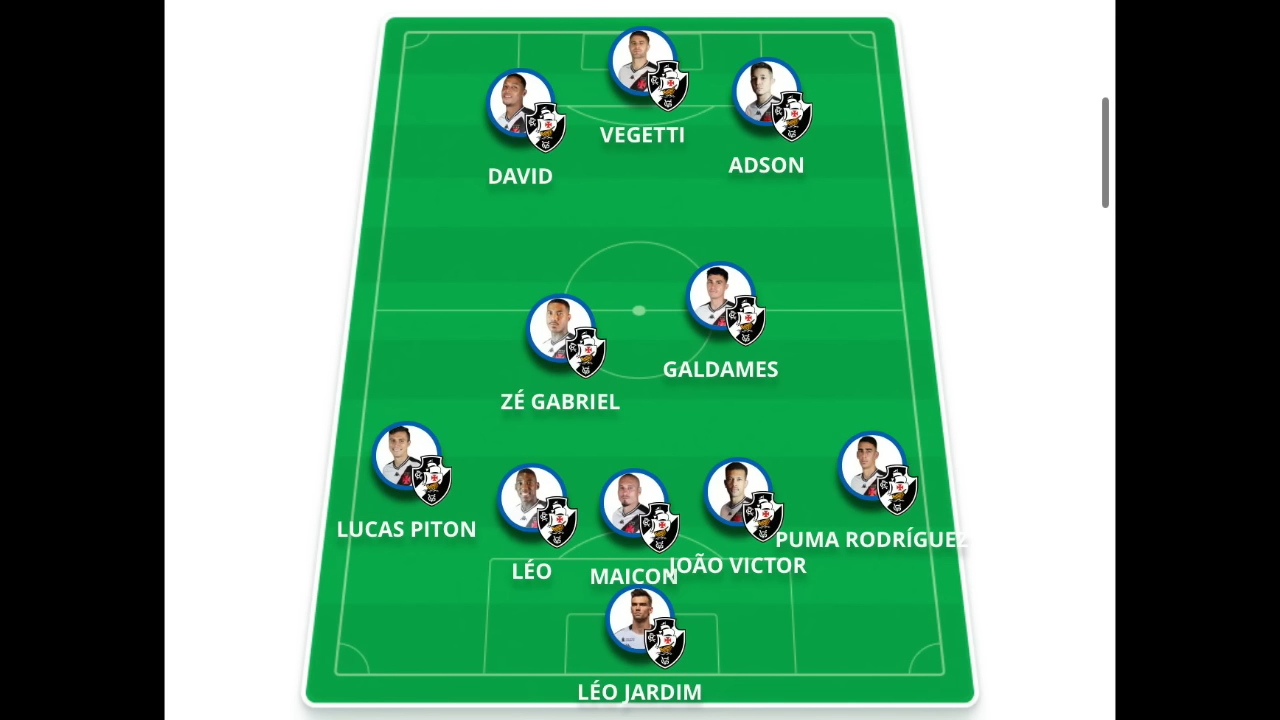 VEGETTI
ADSON
DAVID
GALDAMES
ZÉ GABRIEL
LUCAS PITON
PUMA RODRÍGUEZ
JOÃO VICTOR
LÉO
MAICON
LÉO JARDIM